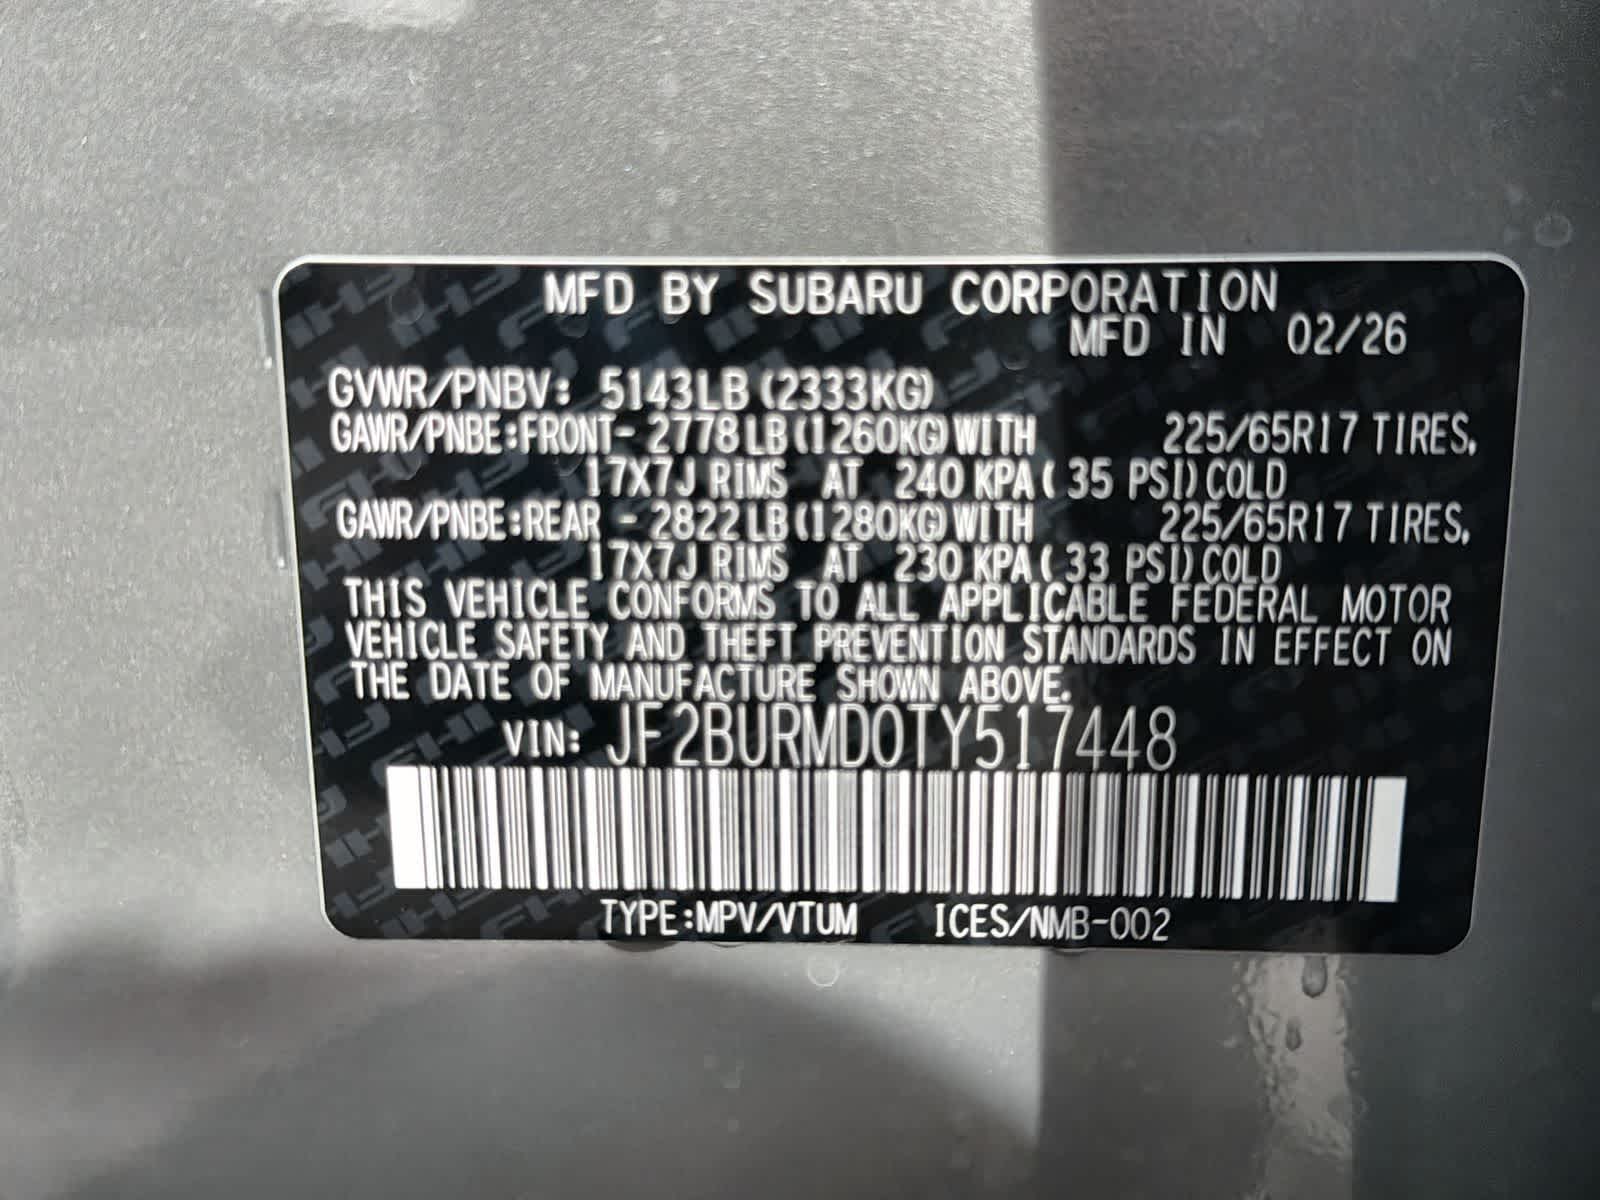 MFD BY SUBARU CORPORATION
MFD IN 02/26
GVWR/PNBV: 5143LB (2333KG)
GAWR/PNBE:FRONT- 2778LB(1260KG)WITH 225/65R17 TIRES,
17X7J RIMS AT 240 KPA( 35 PSI)COLD
GAWR/PNBE:REAR - 2822LB(1280KG)WITH 225/65R17 TIRES,
17X7J RIMS AT 230 KPA( 33 PSI)COLD
THIS VEHICLE CONFORMS TO ALL APPLICABLE FEDERAL MOTOR
VEHICLE SAFETY AND THEFT PREVENTION STANDARDS IN EFFECT ON
THE DATE OF MANUFACTURE SHOWN ABOVE.
VIN: JF2BURMD0TY517448
TYPE:MPV/VTUM ICES/NMB-002